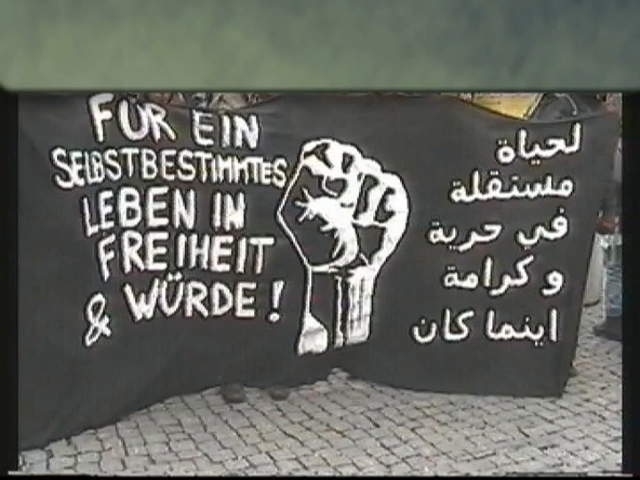 FÜR EIN
SELBSTBESTIMMTES
LEBEN IN
FREIHEIT
& WÜRDE!
لحياة
مستقلة
في حرية
و كرامة
اينما كان